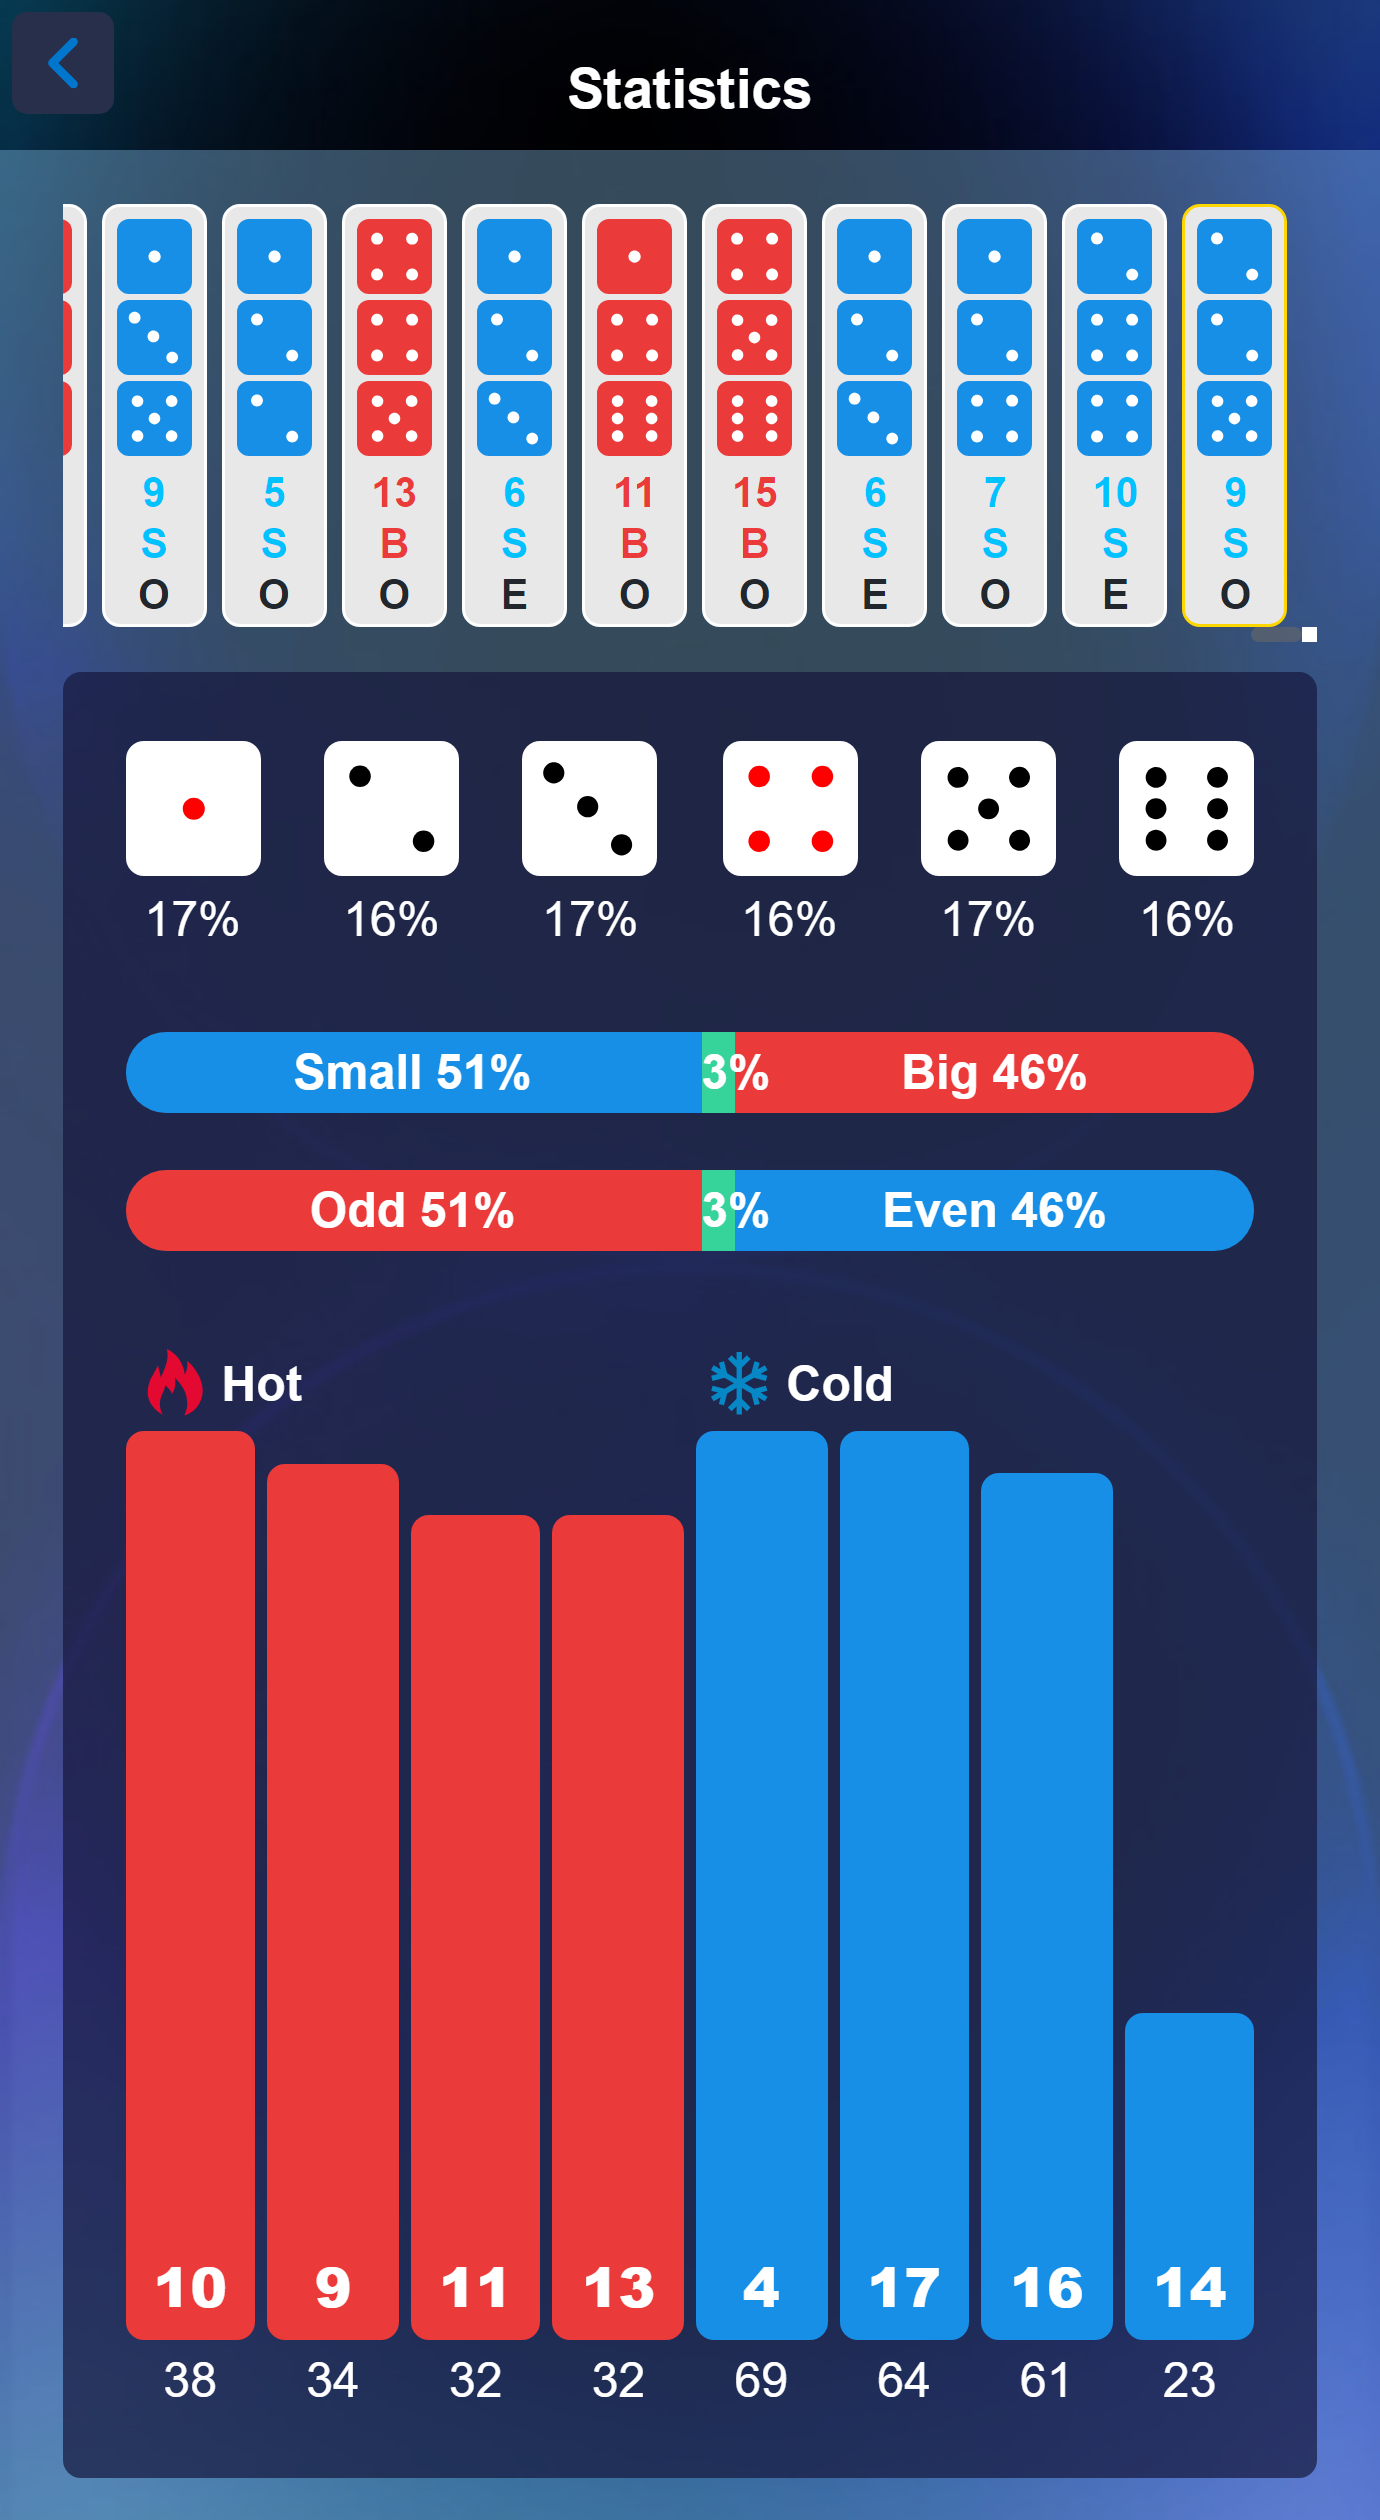 Statistics
9 5 13 6 11 15 6 7 10 9
S S B S B B S S S S
O O O E O O E O E O
17% 16% 17% 16% 17% 16%
Small 51% 3% Big 46%
Odd 51% 3% Even 46%
Hot Cold
10 9 11 13 4 17 16 14
38 34 32 32 69 64 61 23